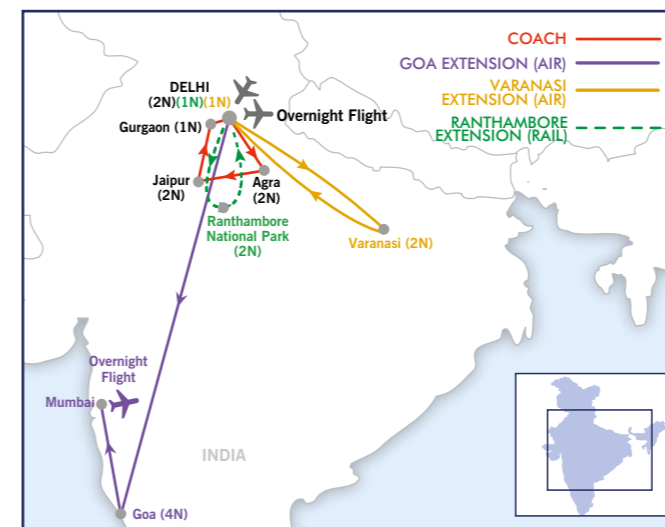 COACH
GOA EXTENSION (AIR)
VARANASI
EXTENSION (AIR)
RANTHAMBORE
EXTENSION (RAIL)
DELHI
(2N)(1N)(1N)
Overnight Flight
Gurgaon (1N)
Jaipur
(2N)
Agra
(2N)
Ranthambore
National Park
(2N)
Varanasi (2N)
Overnight
Flight
Mumbai
INDIA
Goa (4N)